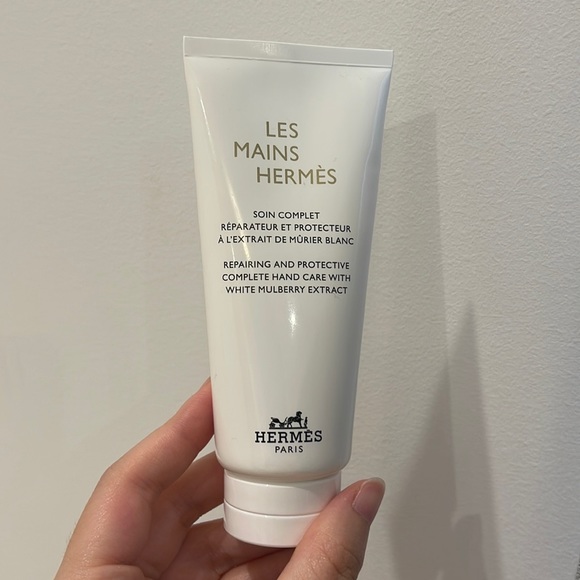 LES
MAINS
HERMÈS
SOIN COMPLET
RÉPARATEUR ET PROTECTEUR
À L'EXTRAIT DE MÛRIER BLANC
REPAIRING AND PROTECTIVE
COMPLETE HAND CARE WITH
WHITE MULBERRY EXTRACT
HERMÈS
PARIS